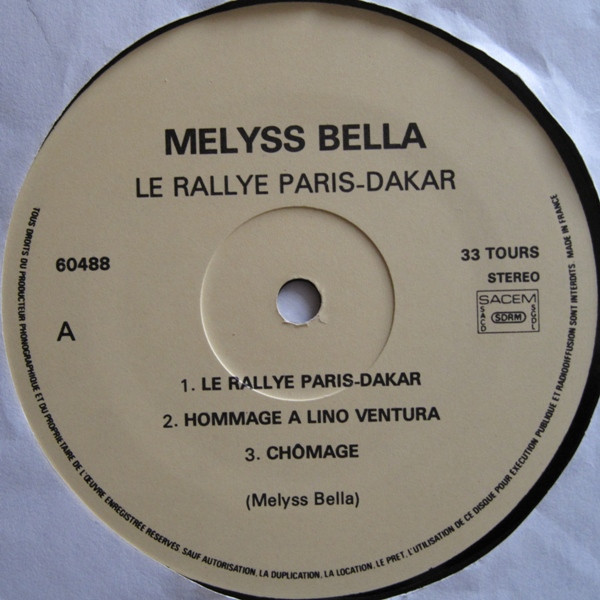 MELYSS BELLA
LE RALLYE PARIS-DAKAR
60488
33 TOURS
STEREO
A
SACEM
SACD
SDRM
SGDL
1. LE RALLYE PARIS-DAKAR
2. HOMMAGE A LINO VENTURA
3. CHÔMAGE
(Melyss Bella)
TOUS DROITS DU PRODUCTEUR PHONOGRAPHIQUE ET DU PROPRIETAIRE DE L'ŒUVRE ENREGISTREE RESERVES. SAUF AUTORISATION, LA DUPLICATION, LA LOCATION, LE PRET, L'UTILISATION DE CE DISQUE POUR EXECUTION PUBLIQUE ET RADIODIFFUSION SONT INTERDITS. MADE IN FRANCE